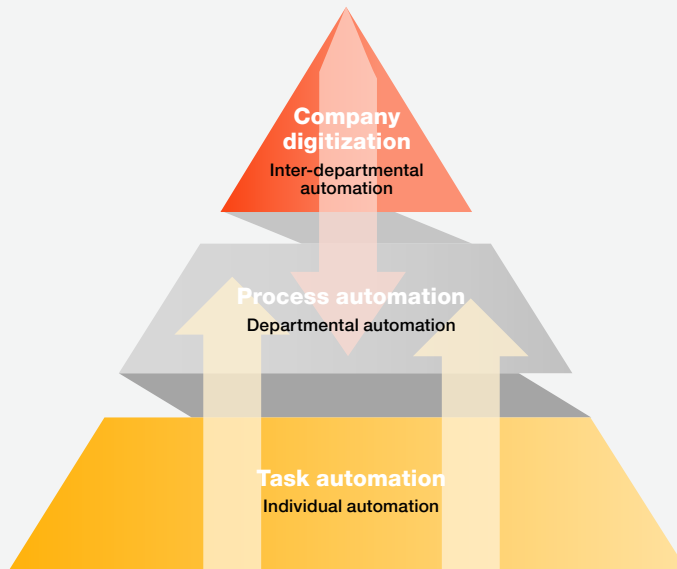 Company
digitization
Inter-departmental
automation
Process automation
Departmental automation
Task automation
Individual automation